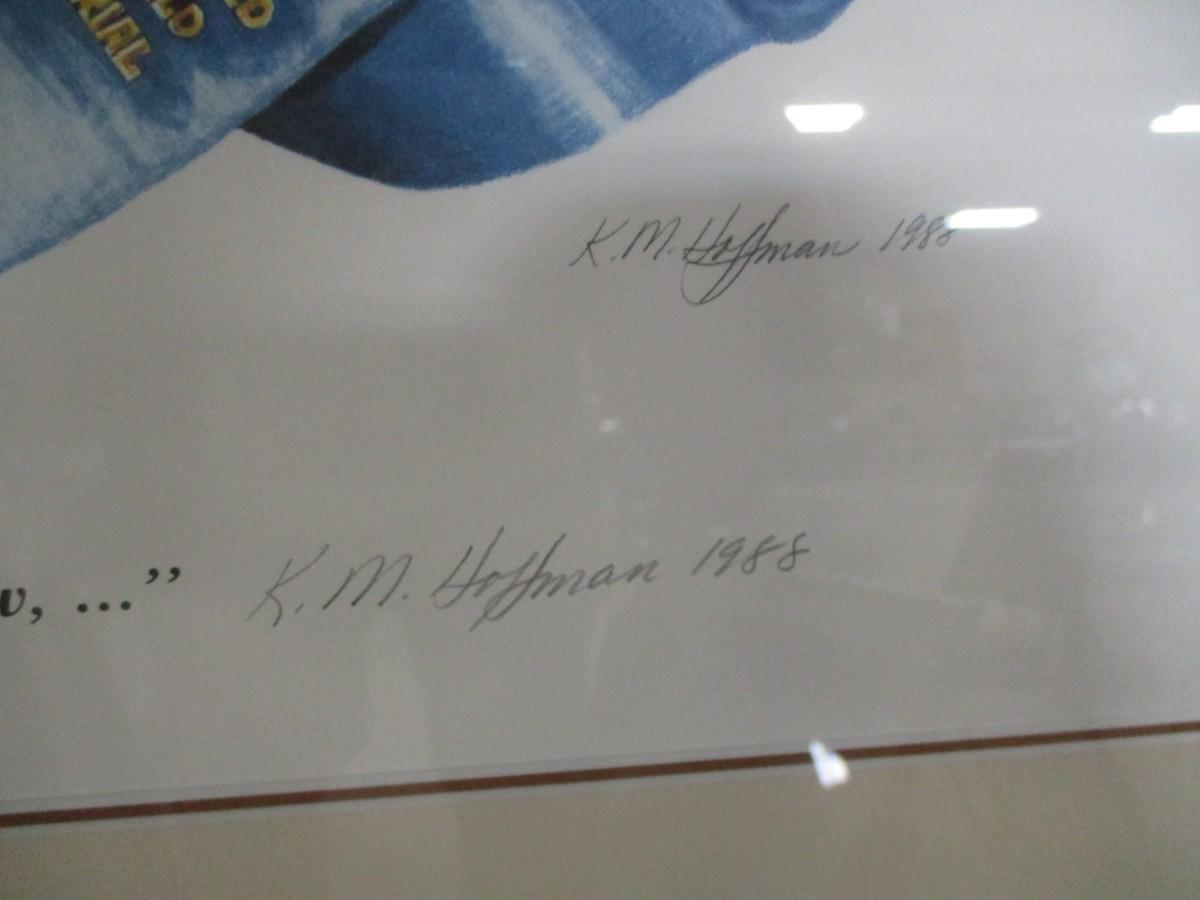 K.M. Hoffman 1988
..." K. M. Hoffman 1988